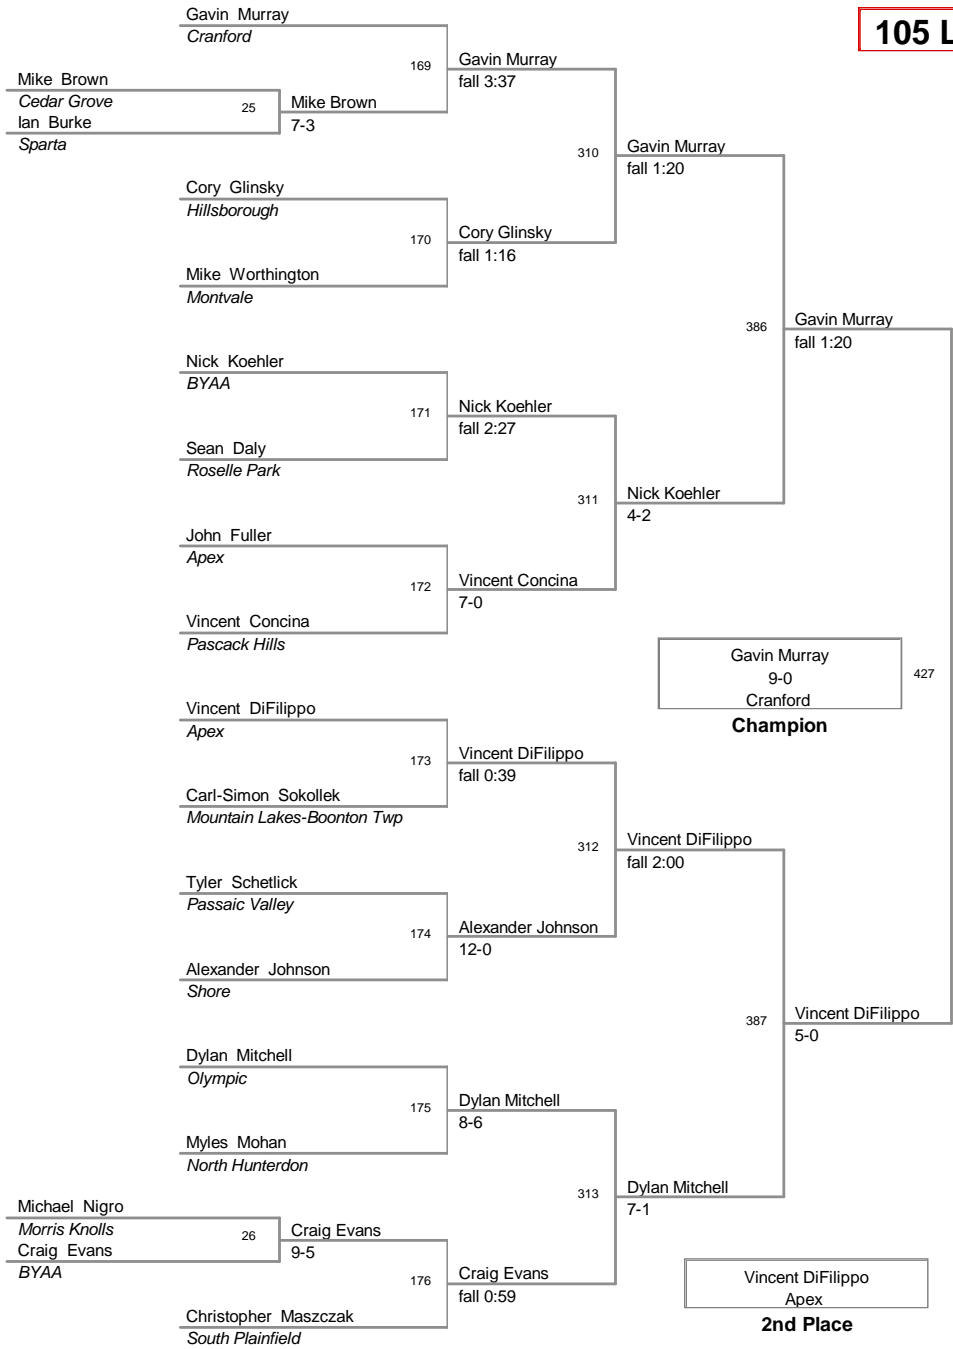 Gavin Murray
Cranford
105 L
169
Gavin Murray
fall 3:37
Mike Brown
Cedar Grove
25
Mike Brown
7-3
Ian Burke
Sparta
310
Gavin Murray
fall 1:20
Cory Glinsky
Hillsborough
170
Cory Glinsky
fall 1:16
Mike Worthington
Montvale
386
Gavin Murray
fall 1:20
Nick Koehler
BYAA
171
Nick Koehler
fall 2:27
Sean Daly
Roselle Park
311
Nick Koehler
4-2
John Fuller
Apex
172
Vincent Concina
7-0
Vincent Concina
Pascack Hills
Gavin Murray
9-0
Cranford
Champion
427
Vincent DiFilippo
Apex
173
Vincent DiFilippo
fall 0:39
Carl-Simon Sokollek
Mountain Lakes-Boonton Twp
312
Vincent DiFilippo
fall 2:00
Tyler Schetlick
Passaic Valley
174
Alexander Johnson
12-0
Alexander Johnson
Shore
387
Vincent DiFilippo
5-0
Dylan Mitchell
Olympic
175
Dylan Mitchell
8-6
Myles Mohan
North Hunterdon
313
Dylan Mitchell
7-1
Michael Nigro
Morris Knolls
26
Craig Evans
9-5
Craig Evans
BYAA
176
Craig Evans
fall 0:59
Christopher Maszczak
South Plainfield
Vincent DiFilippo
Apex
2nd Place